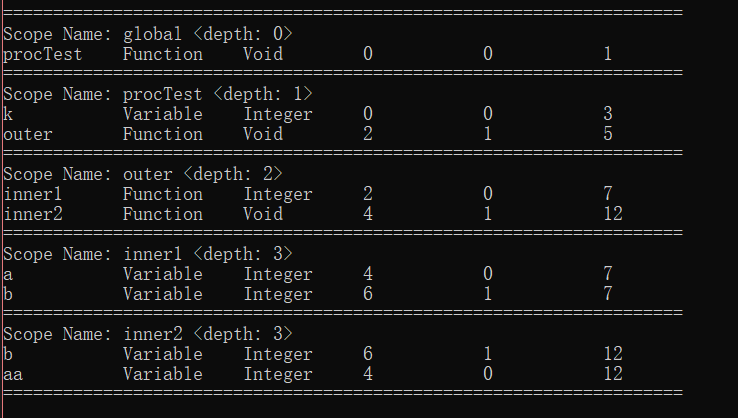 =========================================================================
Scope Name: global <depth: 0>
procTest Function Void 0 0 1
=========================================================================
Scope Name: procTest <depth: 1>
k Variable Integer 0 0 3
outer Function Void 2 1 5
=========================================================================
Scope Name: outer <depth: 2>
inner1 Function Integer 2 0 7
inner2 Function Void 4 1 12
=========================================================================
Scope Name: inner1 <depth: 3>
a Variable Integer 4 0 7
b Variable Integer 6 1 7
=========================================================================
Scope Name: inner2 <depth: 3>
b Variable Integer 6 1 12
aa Variable Integer 4 0 12
=========================================================================